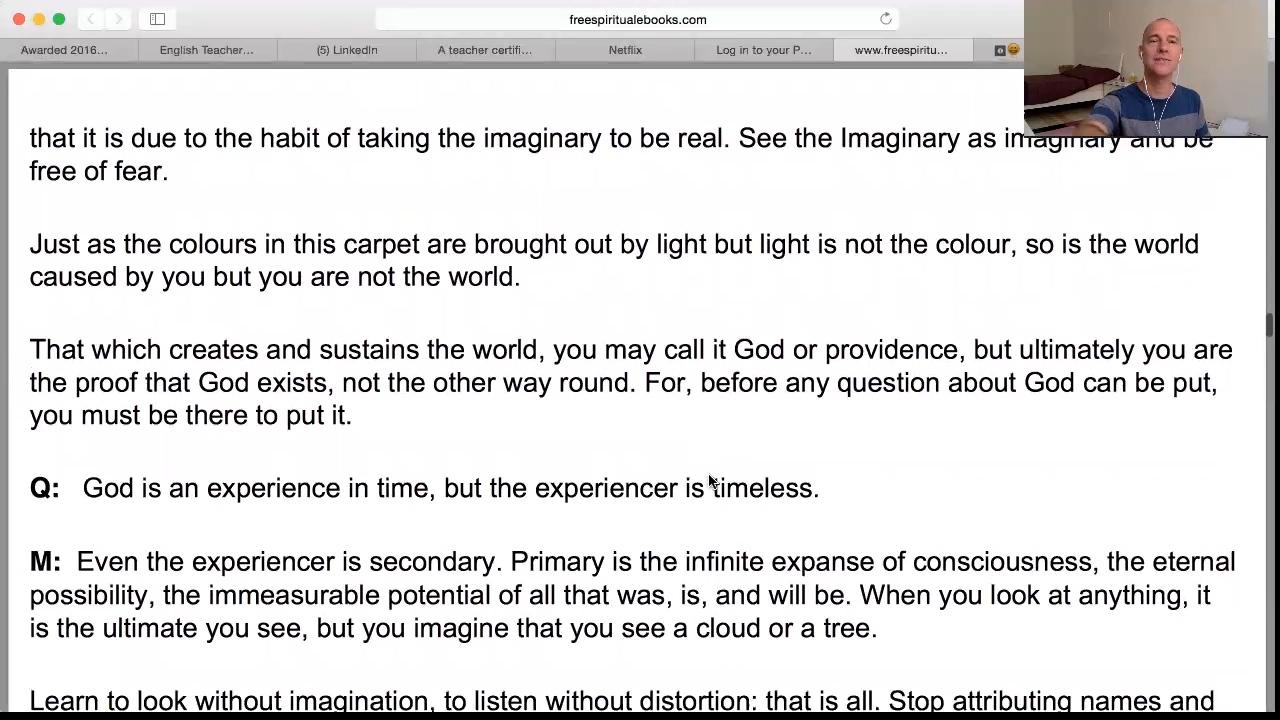 freespiritualebooks.com
Awarded 2016...
English Teacher...
(5) LinkedIn
A teacher certifi...
Netflix
Log in to your P...
www.freespiritu...
that it is due to the habit of taking the imaginary to be real. See the Imaginary as imaginary and be
free of fear.
Just as the colours in this carpet are brought out by light but light is not the colour, so is the world
caused by you but you are not the world.
That which creates and sustains the world, you may call it God or providence, but ultimately you are
the proof that God exists, not the other way round. For, before any question about God can be put,
you must be there to put it.
Q: God is an experience in time, but the experiencer is timeless.
M: Even the experiencer is secondary. Primary is the infinite expanse of consciousness, the eternal
possibility, the immeasurable potential of all that was, is, and will be. When you look at anything, it
is the ultimate you see, but you imagine that you see a cloud or a tree.
Learn to look without imagination, to listen without distortion: that is all. Stop attributing names and